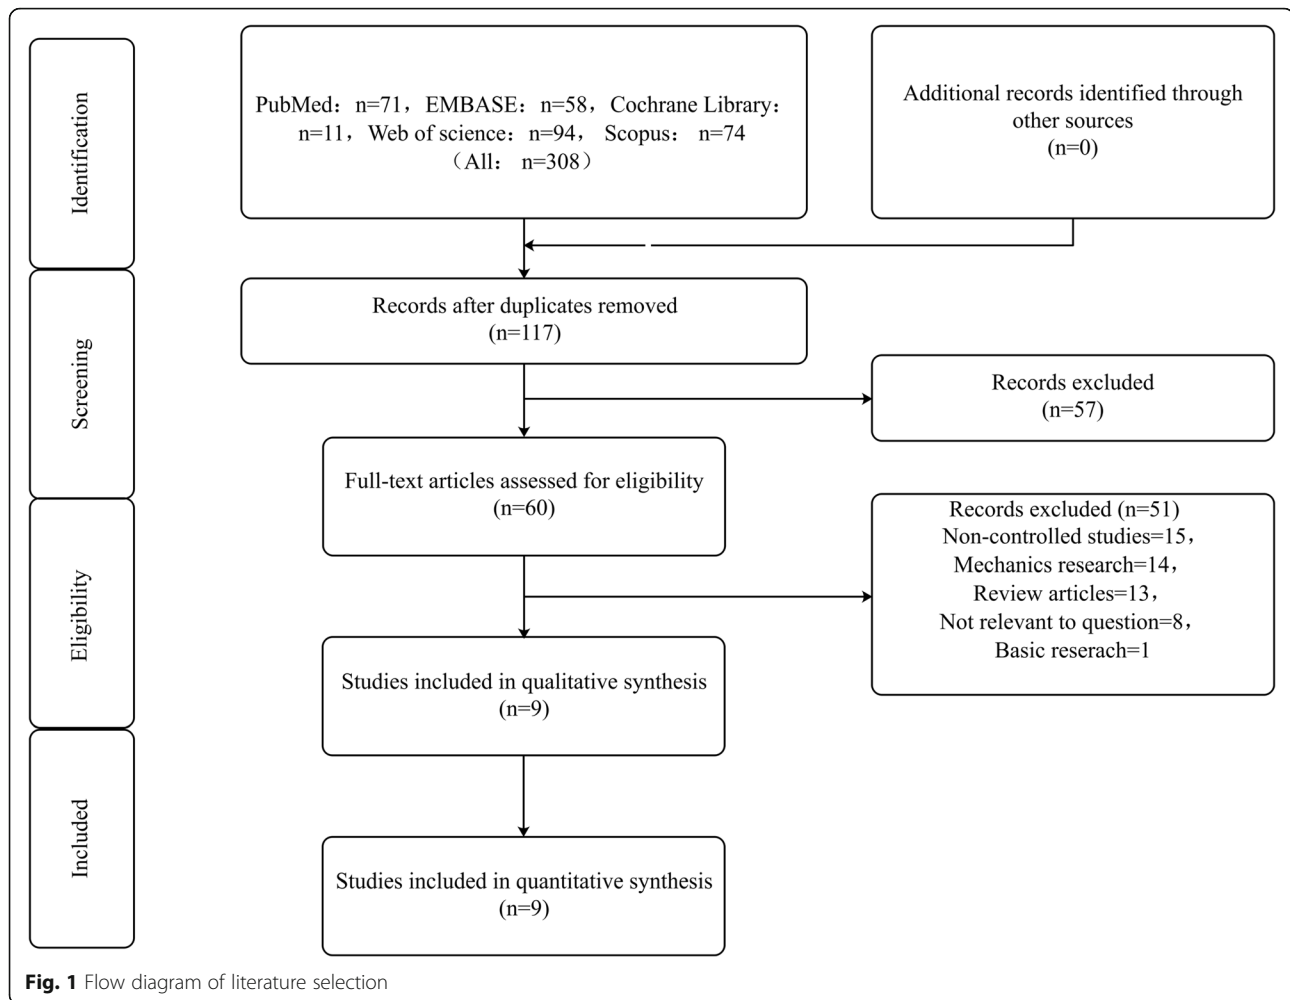 Identification
PubMed：n=71，EMBASE：n=58，Cochrane Library：
n=11，Web of science：n=94， Scopus： n=74
（All： n=308）
Additional records identified through
other sources
(n=0)
Screening
Records after duplicates removed
(n=117)
Records excluded
(n=57)
Full-text articles assessed for eligibility
(n=60)
Eligibility
Records excluded (n=51)
Non-controlled studies=15，
Mechanics research=14，
Review articles=13，
Not relevant to question=8，
Basic reserach=1
Studies included in qualitative synthesis
(n=9)
Included
Studies included in quantitative synthesis
(n=9)
Fig. 1 Flow diagram of literature selection